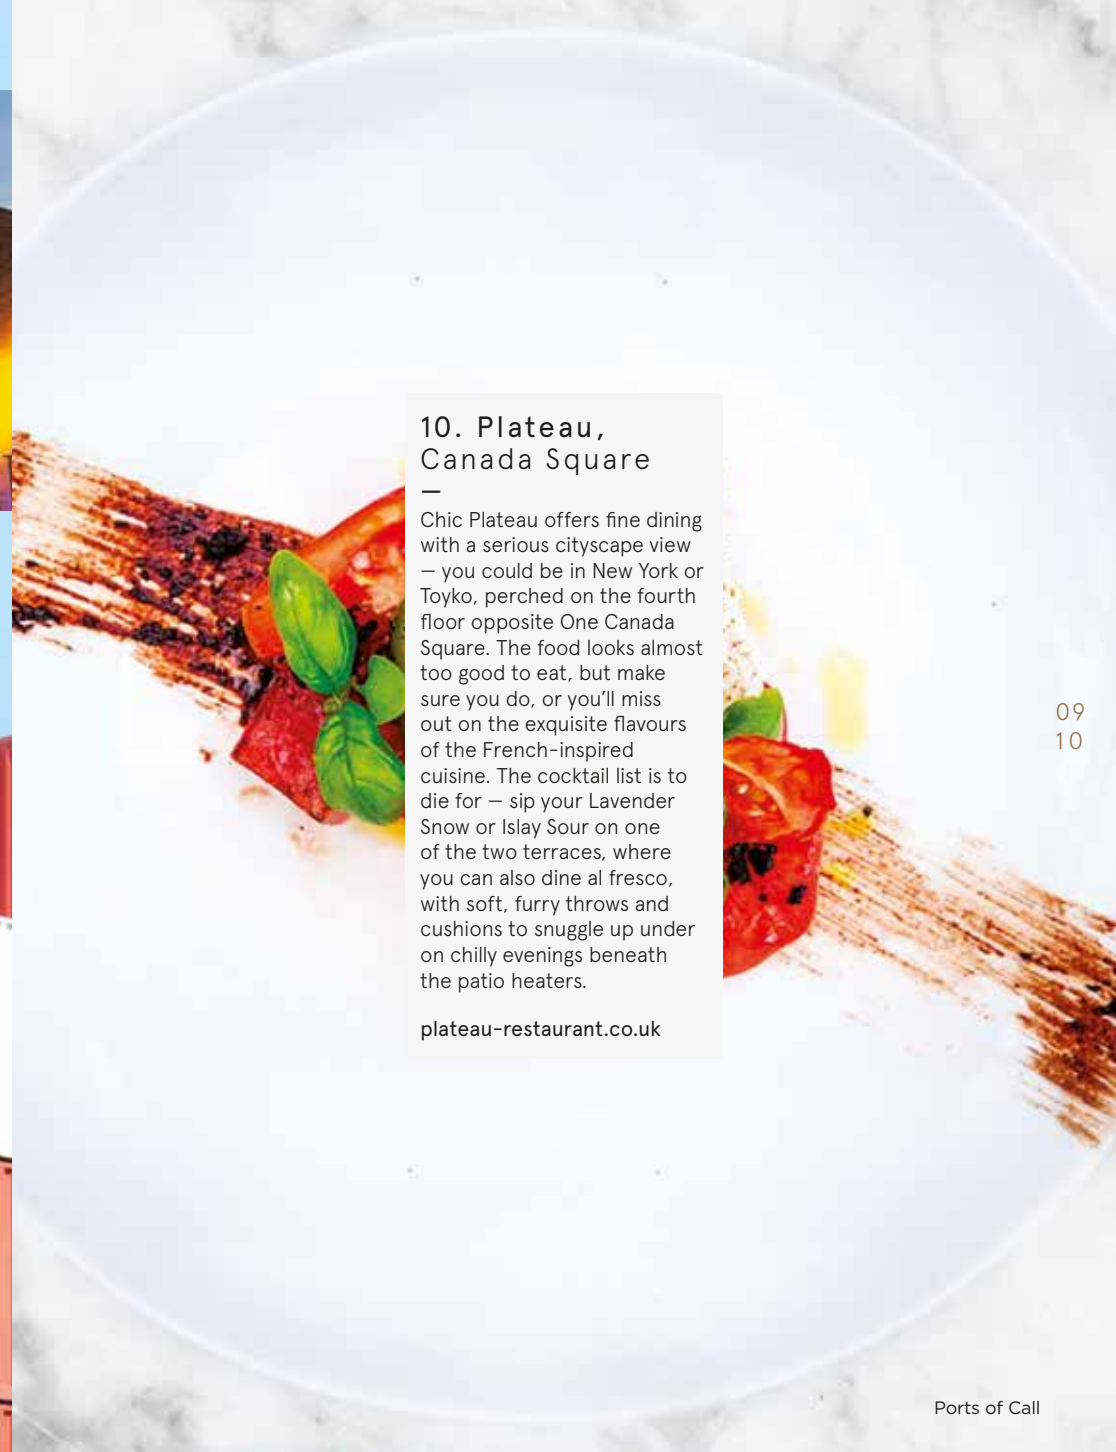 10. Plateau,
Canada Square
—
Chic Plateau offers fine dining
with a serious cityscape view
— you could be in New York or
Toyko, perched on the fourth
floor opposite One Canada
Square. The food looks almost
too good to eat, but make
sure you do, or you’ll miss
out on the exquisite flavours
of the French-inspired
cuisine. The cocktail list is to
die for — sip your Lavender
Snow or Islay Sour on one
of the two terraces, where
you can also dine al fresco,
with soft, furry throws and
cushions to snuggle up under
on chilly evenings beneath
the patio heaters.
plateau-restaurant.co.uk
09
10
Ports of Call